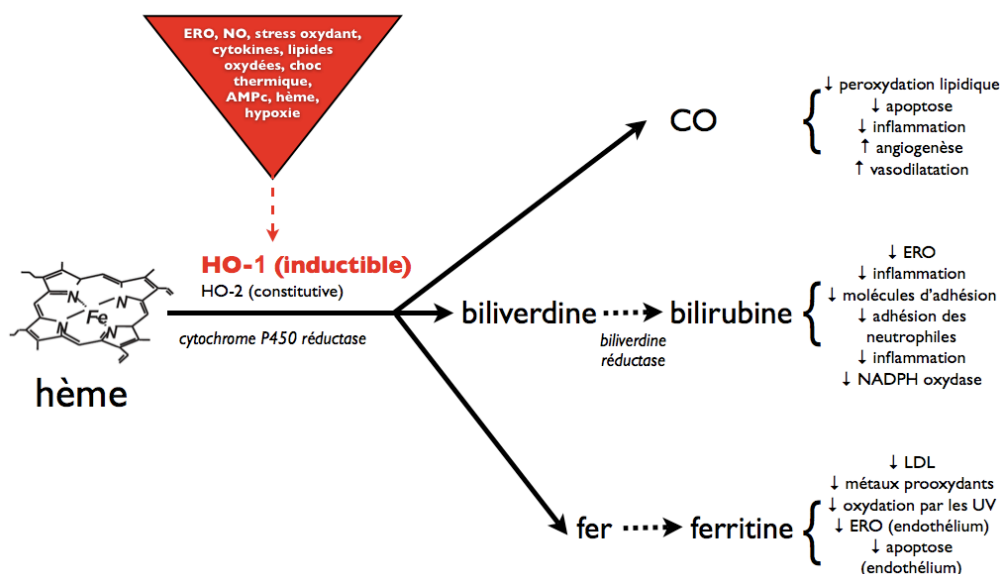 ERO, NO, stress oxydant,
cytokines, lipides
oxydées, choc
thermique,
AMPc, hème,
hypoxie
HO-1 (inductible)
HO-2 (constitutive)
cytochrome P450 réductase
N
N
Fe
N
N
hème
CO
↓ peroxydation lipidique
↓ apoptose
↓ inflammation
↑ angiogenèse
↑ vasodilatation
biliverdine
biliverdine
réductase
bilirubine
↓ ERO
↓ inflammation
↓ molécules d'adhésion
↓ adhésion des
neutrophiles
↓ inflammation
↓ NADPH oxydase
fer
ferritine
↓ LDL
↓ métaux prooxydants
↓ oxydation par les UV
↓ ERO (endothélium)
↓ apoptose
(endothélium)